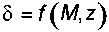 δ = f(M,z)